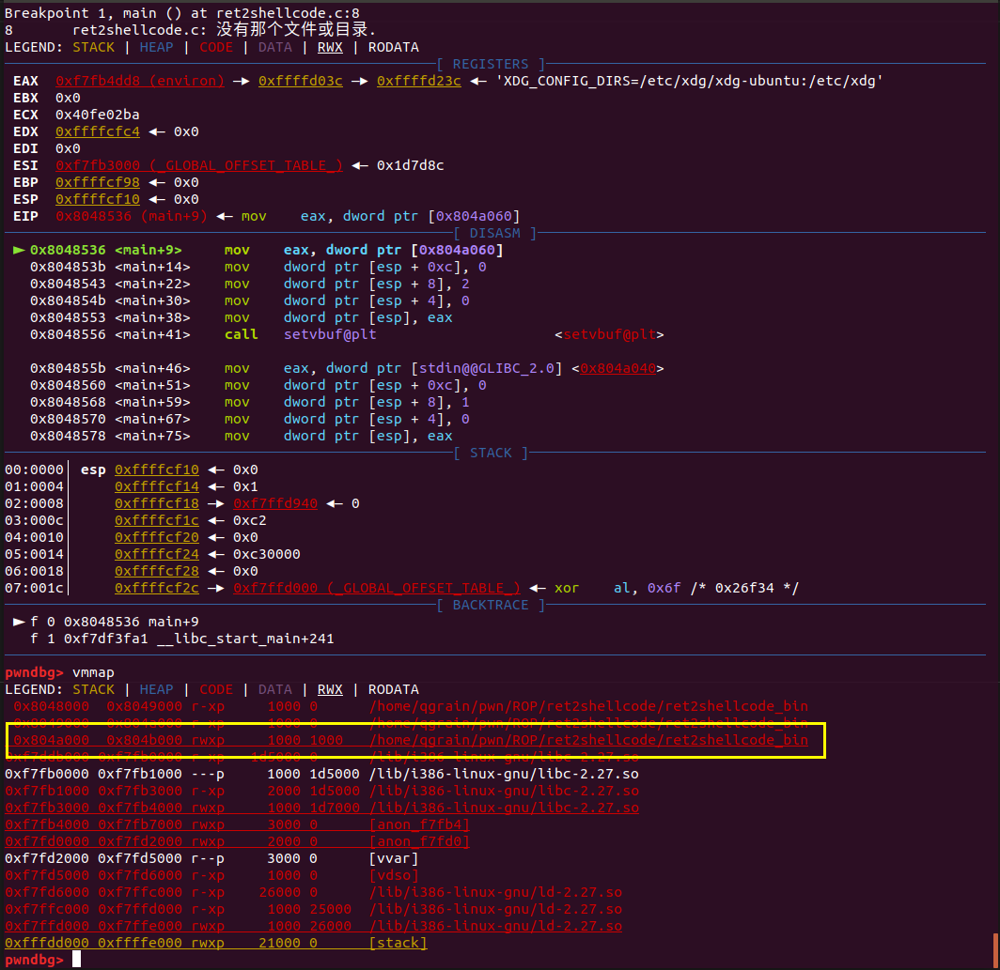 Breakpoint 1, main () at ret2shellcode.c:8
8       ret2shellcode.c: 没有那个文件或目录.
LEGEND: STACK | HEAP | CODE | DATA | RWX | RODATA
[ REGISTERS ]
EAX  0xf7fb4dd8 (environ) —▸ 0xffffd03c —▸ 0xffffd23c ◂— 'XDG_CONFIG_DIRS=/etc/xdg/xdg-ubuntu:/etc/xdg'
EBX  0x0
ECX  0x40fe02ba
EDX  0xffffcfc4 ◂— 0x0
EDI  0x0
ESI  0xf7fb3000 (_GLOBAL_OFFSET_TABLE_) ◂— 0x1d7d8c
EBP  0xffffcf98 ◂— 0x0
ESP  0xffffcf10 ◂— 0x0
EIP  0x8048536 (main+9) ◂— mov    eax, dword ptr [0x804a060]
[ DISASM ]
► 0x8048536 <main+9>     mov    eax, dword ptr [0x804a060]
0x804853b <main+14>    mov    dword ptr [esp + 0xc], 0
0x8048543 <main+22>    mov    dword ptr [esp + 8], 2
0x804854b <main+30>    mov    dword ptr [esp + 4], 0
0x8048553 <main+38>    mov    dword ptr [esp], eax
0x8048556 <main+41>    call   setvbuf@plt                     <setvbuf@plt>
0x804855b <main+46>    mov    eax, dword ptr [stdin@@GLIBC_2.0] <0x804a040>
0x8048560 <main+51>    mov    dword ptr [esp + 0xc], 0
0x8048568 <main+59>    mov    dword ptr [esp + 8], 1
0x8048570 <main+67>    mov    dword ptr [esp + 4], 0
0x8048578 <main+75>    mov    dword ptr [esp], eax
[ STACK ]
00:0000│ esp 0xffffcf10 ◂— 0x0
01:0004│     0xffffcf14 ◂— 0x1
02:0008│     0xffffcf18 —▸ 0xf7ffd940 ◂— 0
03:000c│     0xffffcf1c ◂— 0xc2
04:0010│     0xffffcf20 ◂— 0x0
05:0014│     0xffffcf24 ◂— 0xc30000
06:0018│     0xffffcf28 ◂— 0x0
07:001c│     0xffffcf2c —▸ 0xf7ffd000 (_GLOBAL_OFFSET_TABLE_) ◂— xor    al, 0x6f /* 0x26f34 */
[ BACKTRACE ]
► f 0 0x8048536 main+9
f 1 0xf7df3fa1 __libc_start_main+241
pwndbg> vmmap
LEGEND: STACK | HEAP | CODE | DATA | RWX | RODATA
0x8048000  0x8049000 r-xp     1000 0      /home/qgrain/pwn/ROP/ret2shellcode/ret2shellcode_bin
0x8049000  0x804a000 r-xp     1000 0      /home/qgrain/pwn/ROP/ret2shellcode/ret2shellcode_bin
0x804a000  0x804b000 rwxp     1000 1000   /home/qgrain/pwn/ROP/ret2shellcode/ret2shellcode_bin
0xf7ddb000 0xf7fb0000 r-xp   1d5000 0      /lib/i386-linux-gnu/libc-2.27.so
0xf7fb0000 0xf7fb1000 ---p     1000 1d5000 /lib/i386-linux-gnu/libc-2.27.so
0xf7fb1000 0xf7fb3000 r-xp     2000 1d5000 /lib/i386-linux-gnu/libc-2.27.so
0xf7fb3000 0xf7fb4000 rwxp     1000 1d7000 /lib/i386-linux-gnu/libc-2.27.so
0xf7fb4000 0xf7fb7000 rwxp     3000 0      [anon_f7fb4]
0xf7fd0000 0xf7fd2000 rwxp     2000 0      [anon_f7fd0]
0xf7fd2000 0xf7fd5000 r--p     3000 0      [vvar]
0xf7fd5000 0xf7fd6000 r-xp     1000 0      [vdso]
0xf7fd6000 0xf7ffc000 r-xp    26000 0      /lib/i386-linux-gnu/ld-2.27.so
0xf7ffc000 0xf7ffd000 r-xp     1000 25000  /lib/i386-linux-gnu/ld-2.27.so
0xf7ffd000 0xf7ffe000 rwxp     1000 26000  /lib/i386-linux-gnu/ld-2.27.so
0xfffdd000 0xffffe000 rwxp    21000 0      [stack]
pwndbg>